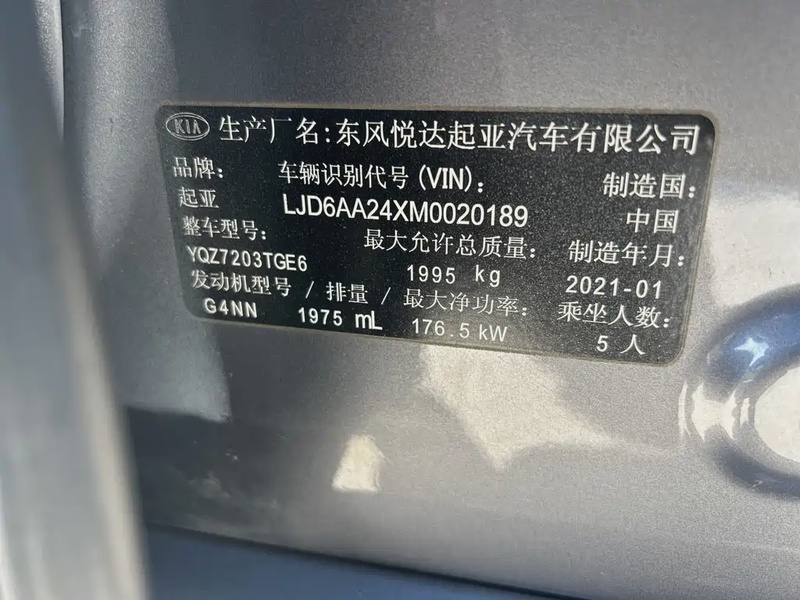 KIA 生产厂名:东风悦达起亚汽车有限公司
品牌: 车辆识别代号(VIN): 制造国:
起亚 LJD6AA24XM0020189 中国
整车型号: 最大允许总质量: 制造年月:
YQZ7203TGE6 1995 kg 2021-01
发动机型号 / 排量 / 最大净功率: 乘坐人数:
G4NN 1975 mL 176.5 kW 5 人